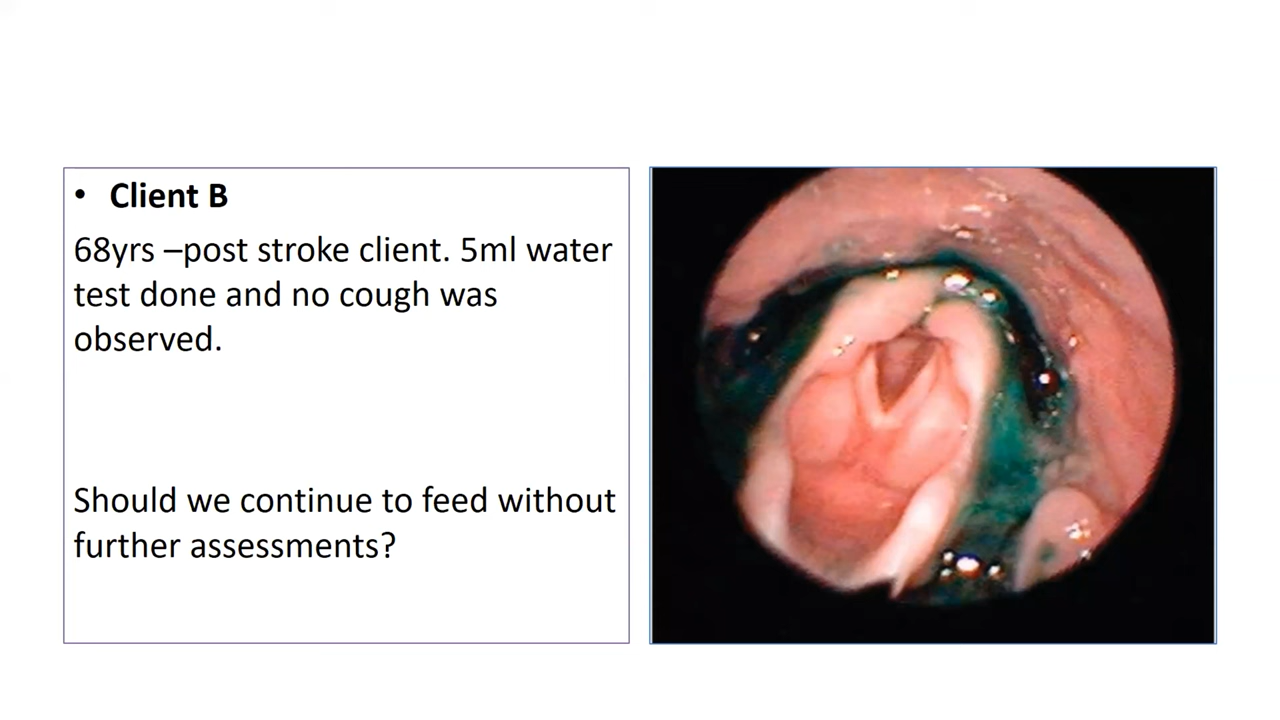 • Client B
68yrs –post stroke client. 5ml water
test done and no cough was
observed.
Should we continue to feed without
further assessments?